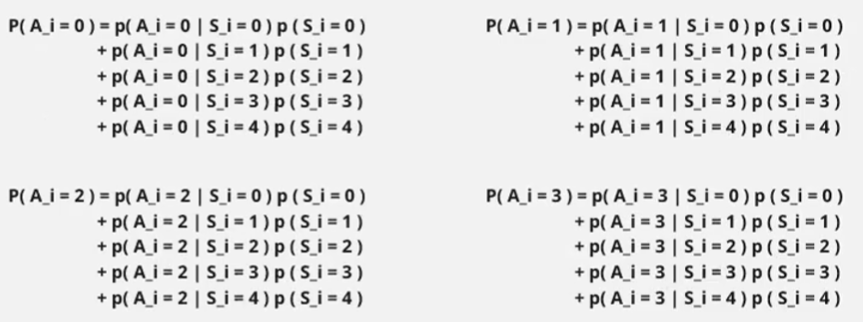 P( A_i = 0 ) = p( A_i = 0 | S_i = 0 ) p ( S_i = 0 )
+ p( A_i = 0 | S_i = 1 ) p ( S_i = 1 )
+ p( A_i = 0 | S_i = 2 ) p ( S_i = 2 )
+ p( A_i = 0 | S_i = 3 ) p ( S_i = 3 )
+ p( A_i = 0 | S_i = 4 ) p ( S_i = 4 )
P( A_i = 1 ) = p( A_i = 1 | S_i = 0 ) p ( S_i = 0 )
+ p( A_i = 1 | S_i = 1 ) p ( S_i = 1 )
+ p( A_i = 1 | S_i = 2 ) p ( S_i = 2 )
+ p( A_i = 1 | S_i = 3 ) p ( S_i = 3 )
+ p( A_i = 1 | S_i = 4 ) p ( S_i = 4 )
P( A_i = 2 ) = p( A_i = 2 | S_i = 0 ) p ( S_i = 0 )
+ p( A_i = 2 | S_i = 1 ) p ( S_i = 1 )
+ p( A_i = 2 | S_i = 2 ) p ( S_i = 2 )
+ p( A_i = 2 | S_i = 3 ) p ( S_i = 3 )
+ p( A_i = 2 | S_i = 4 ) p ( S_i = 4 )
P( A_i = 3 ) = p( A_i = 3 | S_i = 0 ) p ( S_i = 0 )
+ p( A_i = 3 | S_i = 1 ) p ( S_i = 1 )
+ p( A_i = 3 | S_i = 2 ) p ( S_i = 2 )
+ p( A_i = 3 | S_i = 3 ) p ( S_i = 3 )
+ p( A_i = 3 | S_i = 4 ) p ( S_i = 4 )